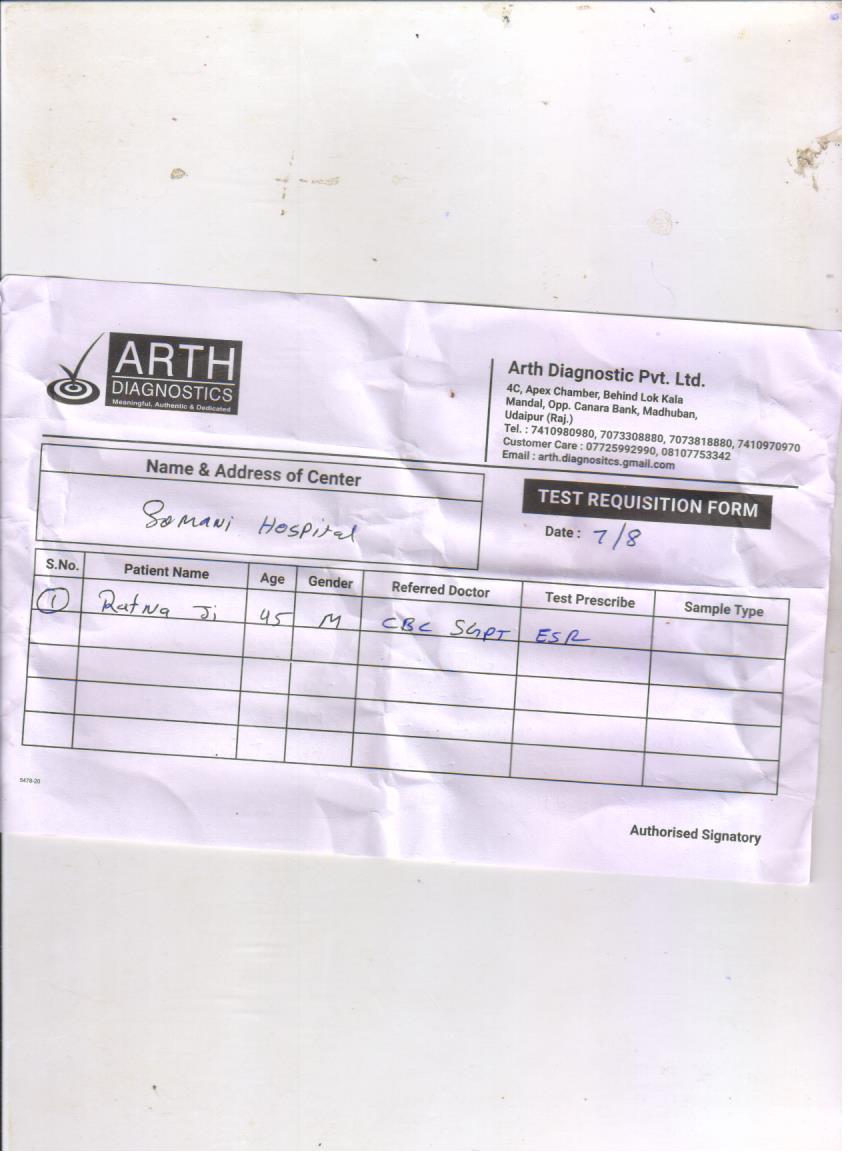 ARTH
DIAGNOSTICS
Meaningful, Authentic & Dedicated
Arth Diagnostic Pvt. Ltd.
4C, Apex Chamber, Behind Lok Kala
Mandal, Opp. Canara Bank, Madhuban,
Udaipur (Raj.)
Tel. : 7410980980, 7073308880, 7073818880, 7410970970
Customer Care : 07725992990, 08107753342
Email : arth.diagnositcs.gmail.com
Name & Address of Center
Somani Hospital
TEST REQUISITION FORM
Date : 7/8
S.No. Patient Name Age Gender Referred Doctor Test Prescribe Sample Type
1 Ratna Ji 45 M CBC SGPT ESR
5478-20
Authorised Signatory